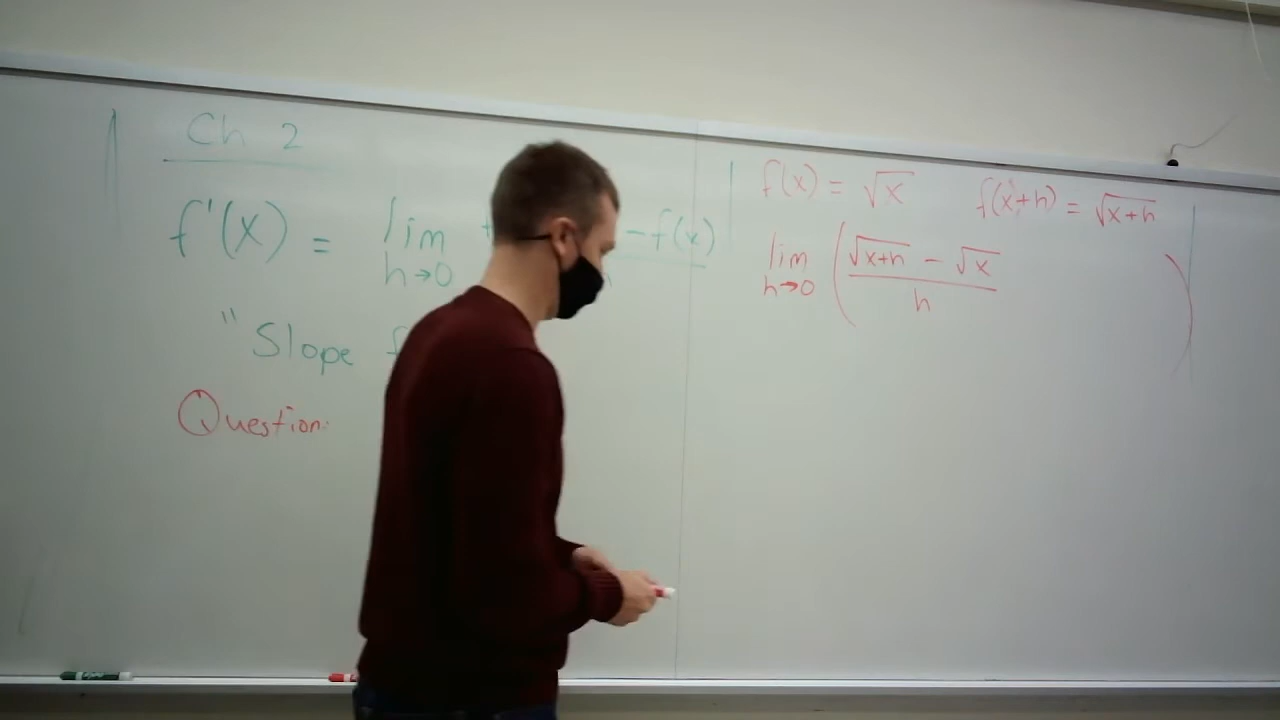 Ch 2
f'(x) = lim h→0 - f(x)
"Slope
Question:
f(x) = √x f(x+h) = √x+h
lim h→0 (√x+h - √x / h)